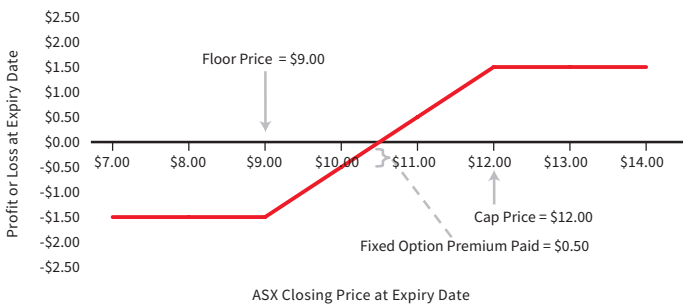 $2.50
$2.00
$1.50
$1.00
$0.50
$0.00
-$0.50
-$1.00
-$1.50
-$2.00
-$2.50
Profit or Loss at Expiry Date
Floor Price = $9.00
$7.00 $8.00 $9.00 $10.00 $11.00 $12.00 $13.00 $14.00
Cap Price = $12.00
Fixed Option Premium Paid = $0.50
ASX Closing Price at Expiry Date